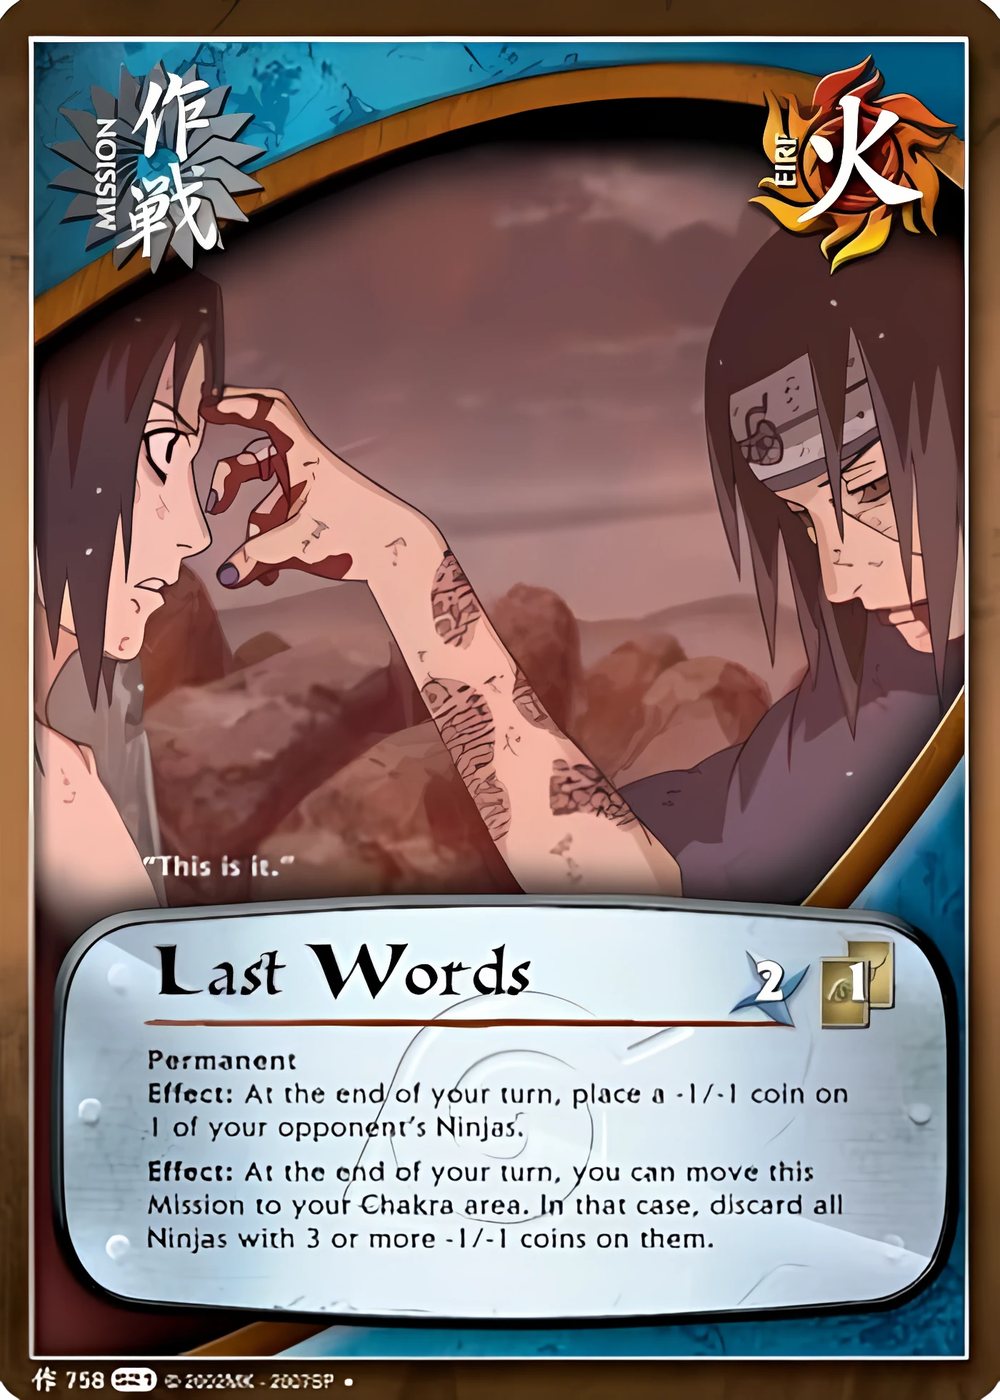 MISSION
作戦
FIRE
火
"This is it."
Last Words
2
1
Permanent
Effect: At the end of your turn, place a -1/-1 coin on
1 of your opponent's Ninjas.
Effect: At the end of your turn, you can move this
Mission to your Chakra area. In that case, discard all
Ninjas with 3 or more -1/-1 coins on them.
作 758